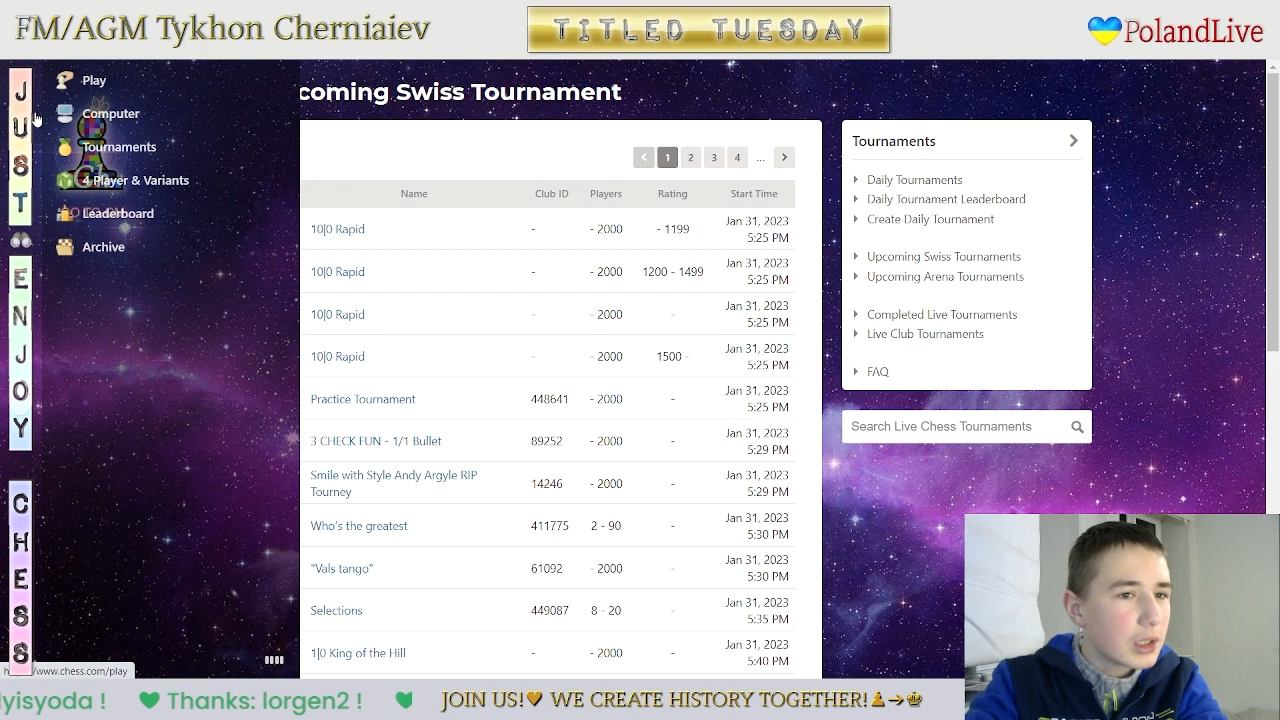 FM/AGM Tykhon Cherniaiev
TITLED TUESDAY
PolandLive
JUST
ENJOY
CHESS
Play
Computer
Tournaments
4 Player & Variants
Leaderboard
Archive
coming Swiss Tournament
1 2 3 4 ...
Name Club ID Players Rating Start Time
10|0 Rapid - - 2000 - 1199 Jan 31, 2023
5:25 PM
10|0 Rapid - - 2000 1200 - 1499 Jan 31, 2023
5:25 PM
10|0 Rapid - - 2000 - Jan 31, 2023
5:25 PM
10|0 Rapid - - 2000 1500 - Jan 31, 2023
5:25 PM
Practice Tournament 448641 - 2000 - Jan 31, 2023
5:25 PM
3 CHECK FUN - 1/1 Bullet 89252 - 2000 - Jan 31, 2023
5:29 PM
Smile with Style Andy Argyle RIP
Tourney 14246 - 2000 - Jan 31, 2023
5:29 PM
Who's the greatest 411775 2 - 90 - Jan 31, 2023
5:30 PM
"Vals tango" 61092 - 2000 - Jan 31, 2023
5:30 PM
Selections 449087 8 - 20 - Jan 31, 2023
5:35 PM
1|0 King of the Hill - - 2000 - Jan 31, 2023
5:40 PM
Tournaments
Daily Tournaments
Daily Tournament Leaderboard
Create Daily Tournament
Upcoming Swiss Tournaments
Upcoming Arena Tournaments
Completed Live Tournaments
Live Club Tournaments
FAQ
Search Live Chess Tournaments
www.chess.com/play
lyisyoda ! Thanks: lorgen2 ! JOIN US! WE CREATE HISTORY TOGETHER!